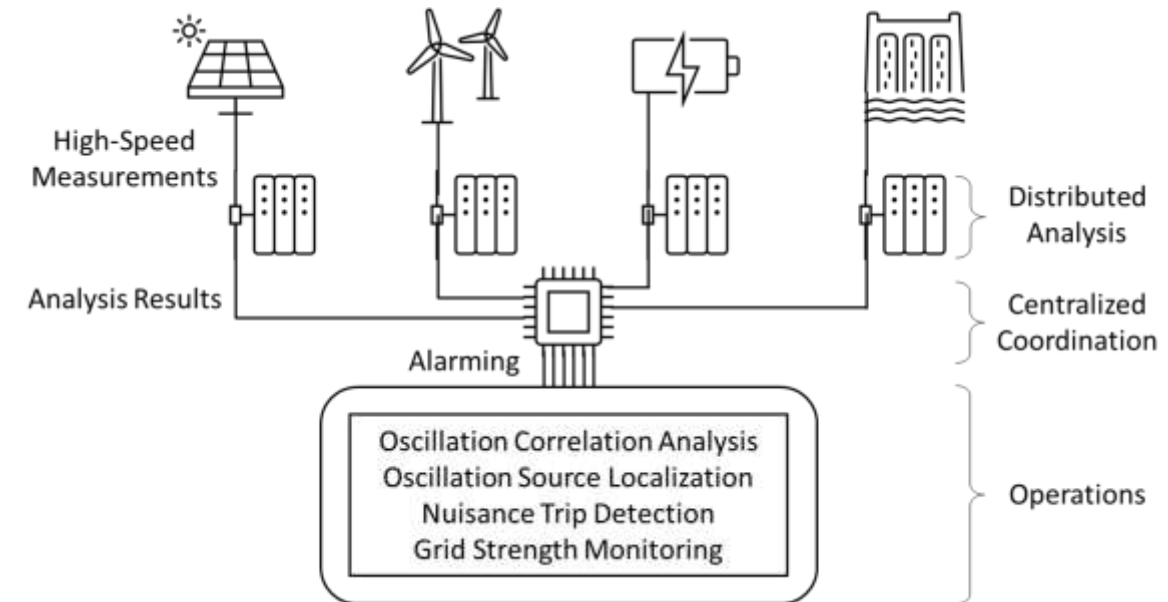 High-Speed
Measurements
Distributed
Analysis
Analysis Results
Centralized
Coordination
Alarming
Oscillation Correlation Analysis
Oscillation Source Localization
Nuisance Trip Detection
Grid Strength Monitoring
Operations